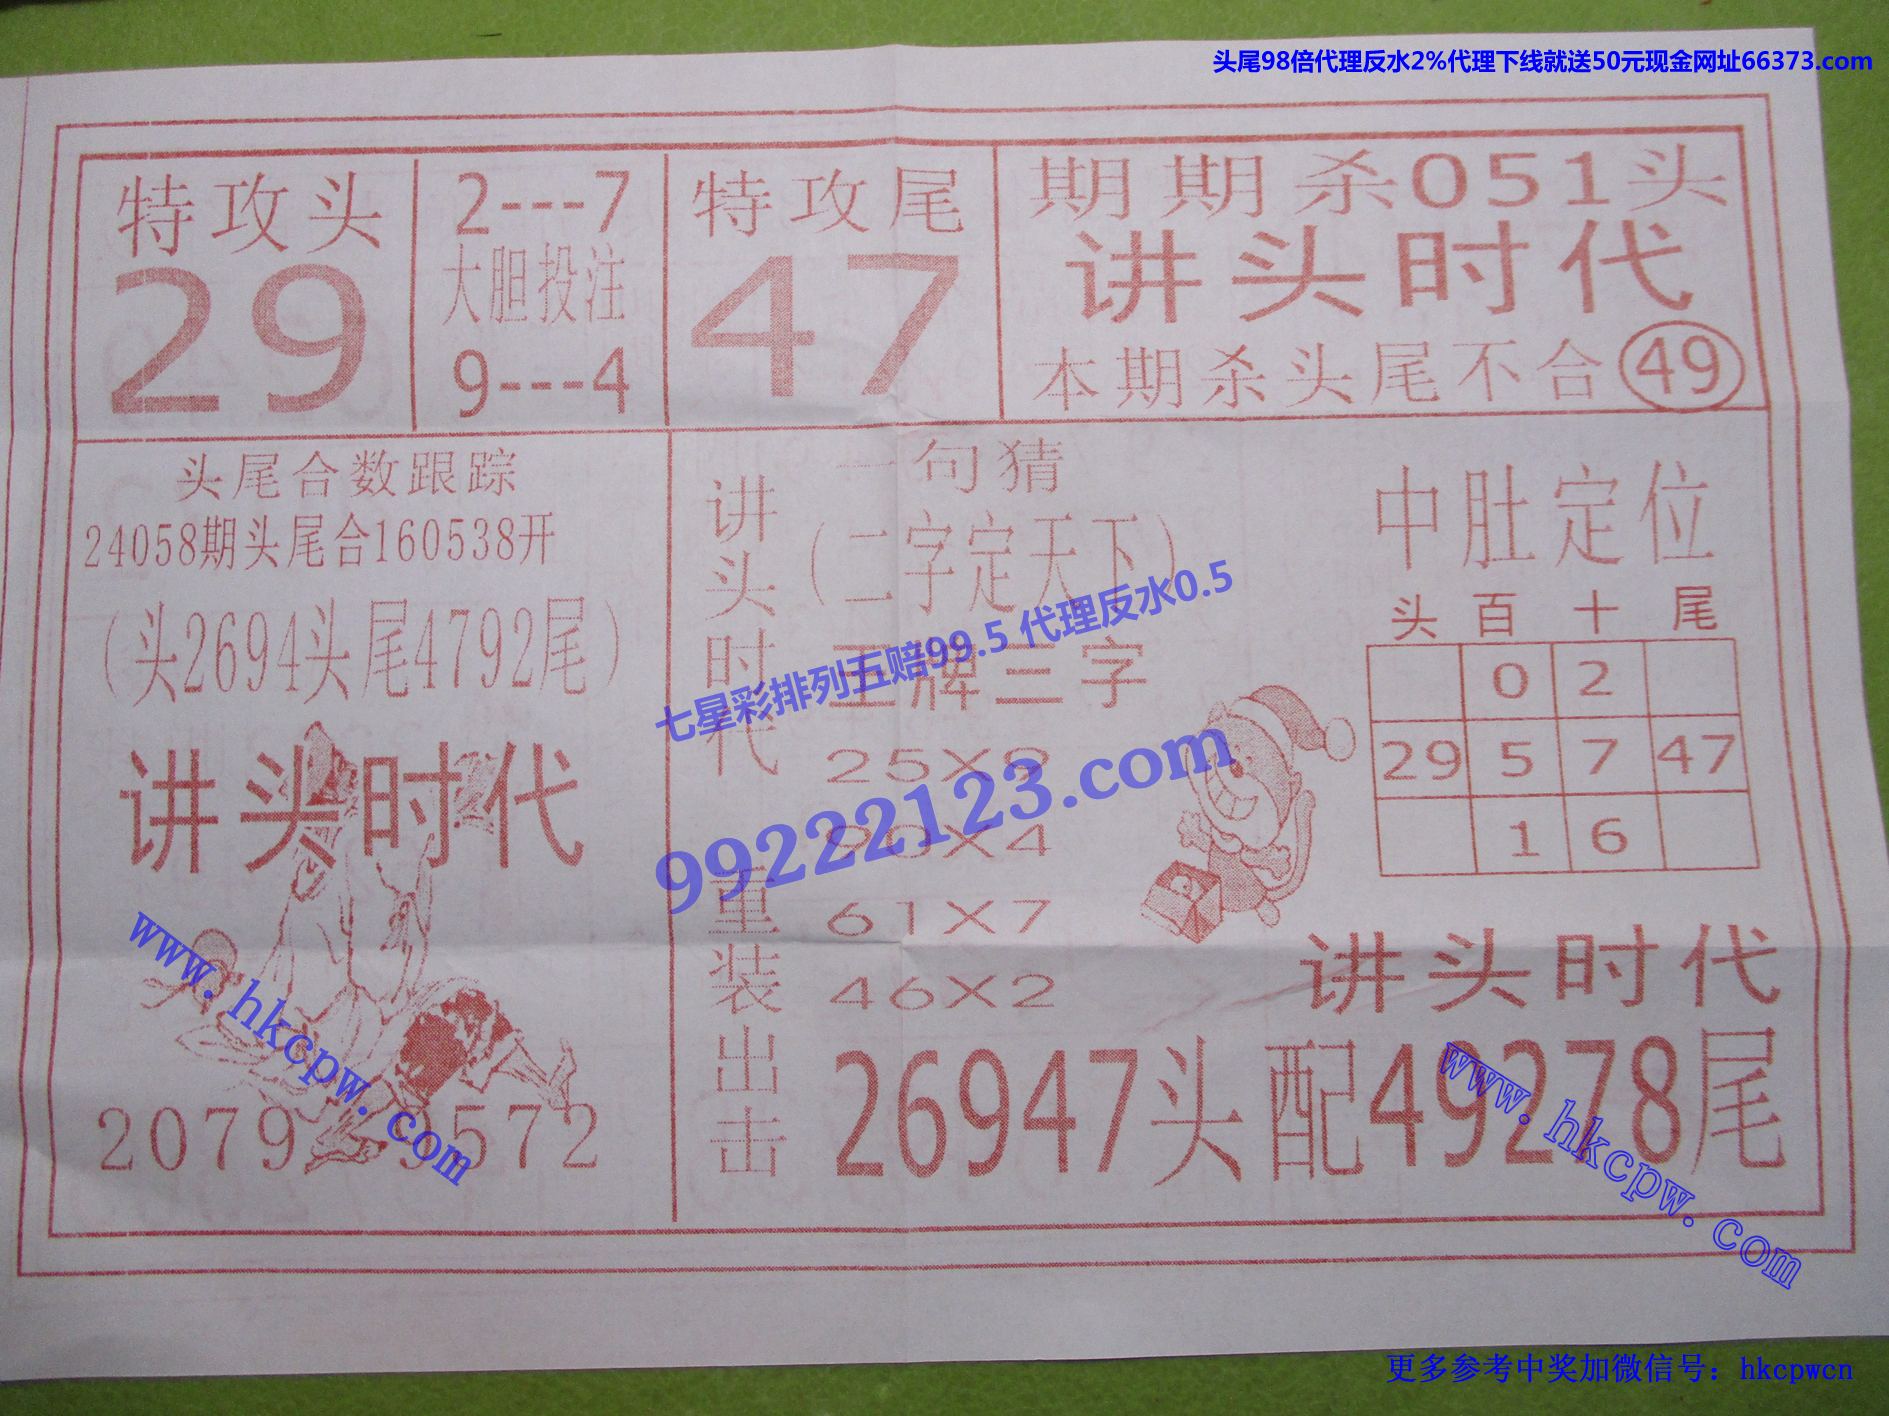 头尾98倍代理反水2%代理下线就送50元现金网址66373.com
特攻头
29
2---7
大胆投注
9---4
特攻尾
47
期期杀051头
讲头时代
本期杀头尾不合49
头尾合数跟踪
24058期头尾合160538开
（头2694头尾4792尾）
讲头时代
www.hkcpw.com
2079 9572
讲头时代
重装出击
一句猜
（二字定天下）
王牌三字
25X9
90X4
61X7
46X2
七星彩排列五赔99.5 代理反水0.5
99222123.com
中肚定位
头 百 十 尾
0 2
29 5 7 47
1 6
讲头时代
26947头配49278尾
www.hkcpw.com
更多参考中奖加微信号：hkcpwcn